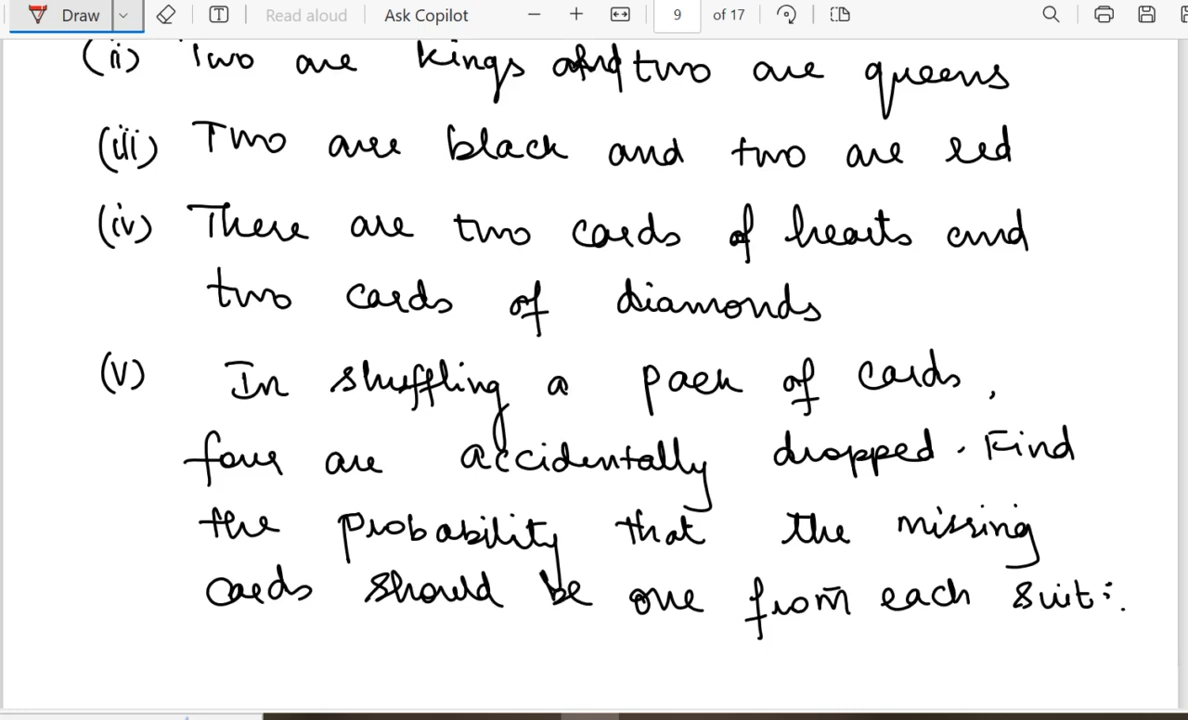 Draw
Read aloud
Ask Copilot
9
of 17
(ii) Two are kings and two are queens
(iii) Two are black and two are red
(iv) There are two cards of hearts and
two cards of diamonds
(v) In shuffling a pack of cards,
four are accidentally dropped. Find
the probability that the missing
cards should be one from each suit:.